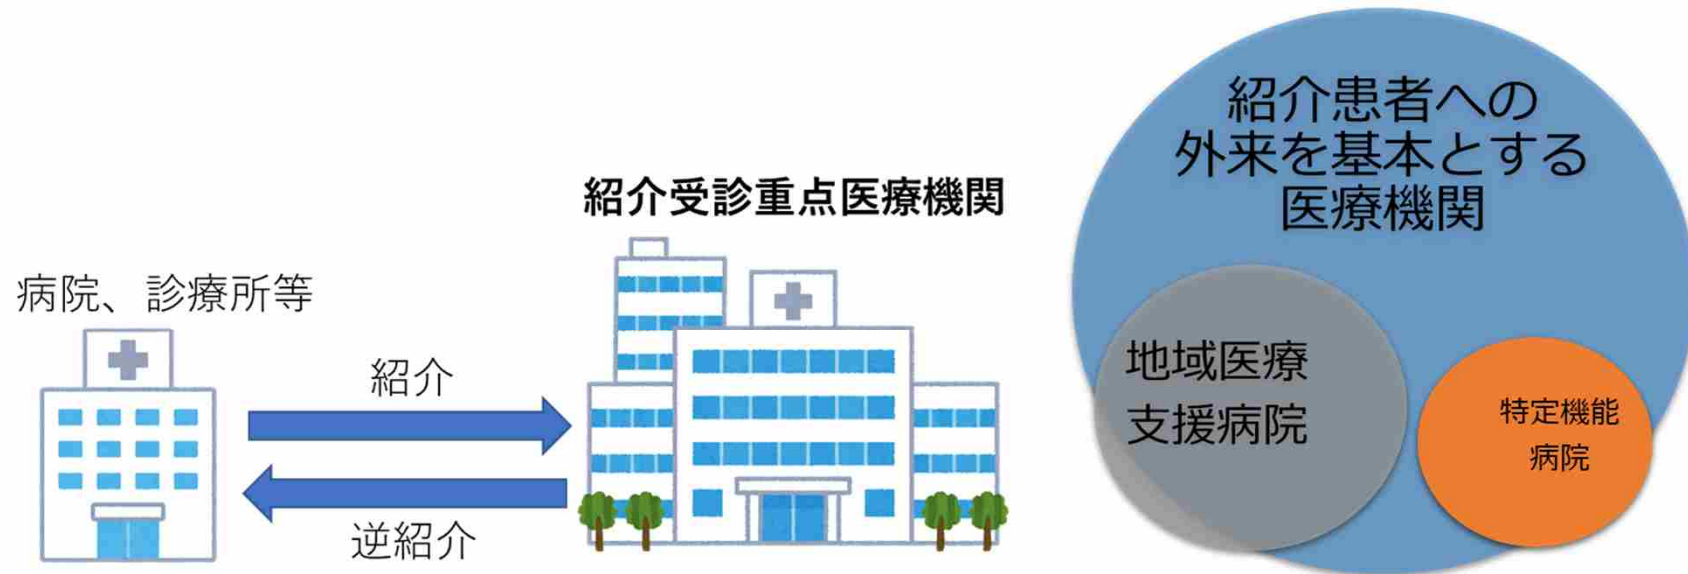 病院、診療所等
紹介
逆紹介
紹介受診重点医療機関
紹介患者への
外来を基本とする
医療機関
地域医療
支援病院
特定機能
病院